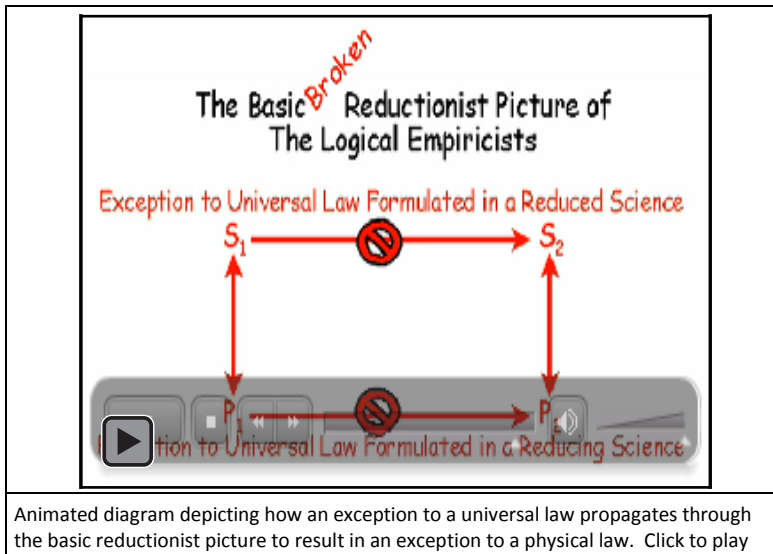 Broken
The Basic Reductionist Picture of
The Logical Empiricists
Exception to Universal Law Formulated in a Reduced Science
S1 S2
P1 P2
Exception to Universal Law Formulated in a Reducing Science
Animated diagram depicting how an exception to a universal law propagates through
the basic reductionist picture to result in an exception to a physical law. Click to play